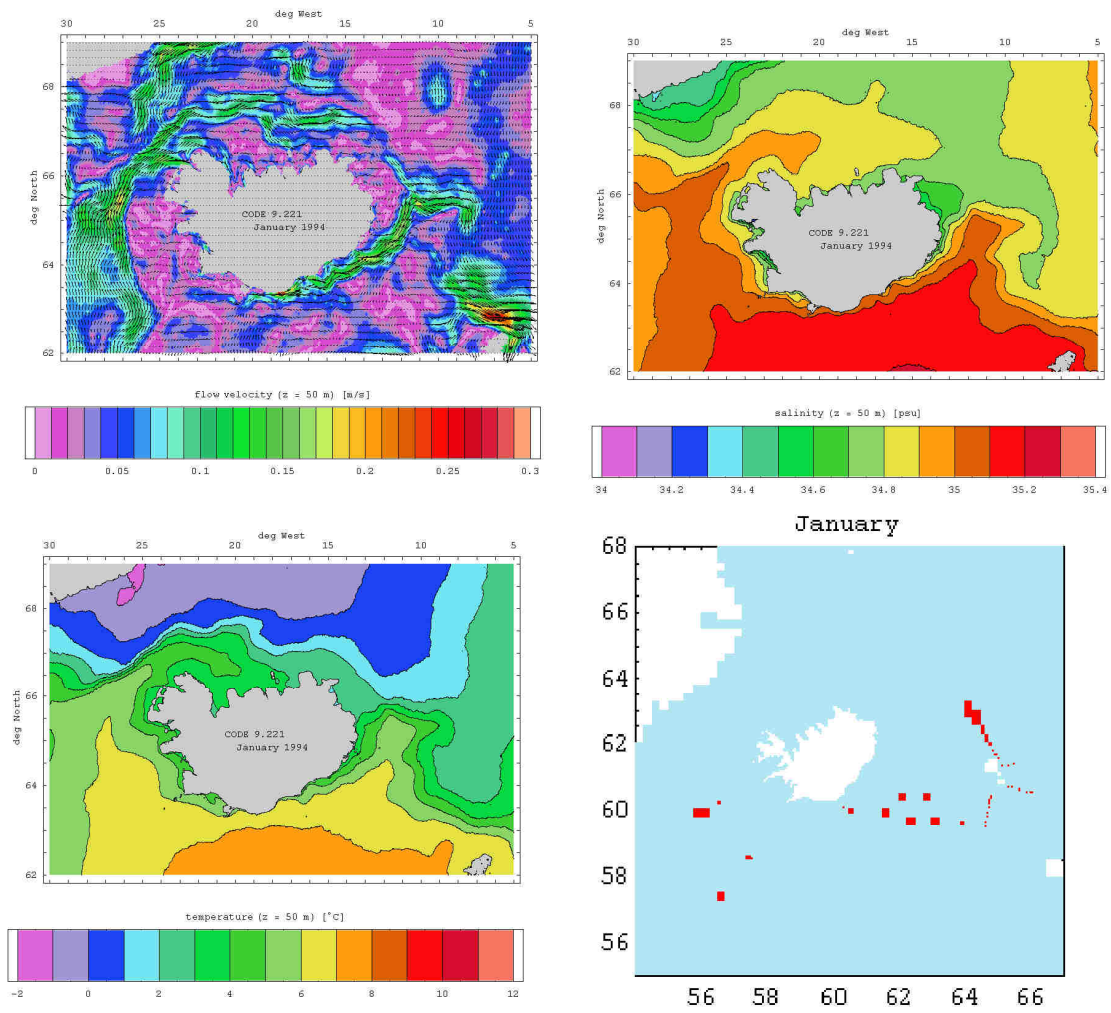 deg West
30 25 20 15 10 5
68
66
64
62
deg North
CODE 9.221
January 1994
flow velocity (z = 50 m) [m/s]
0 0.05 0.1 0.15 0.2 0.25 0.3
deg West
30 25 20 15 10 5
68
66
64
62
deg North
CODE 9.221
January 1994
salinity (z = 50 m) [psu]
34 34.2 34.4 34.6 34.8 35 35.2 35.4
deg West
30 25 20 15 10 5
68
66
64
62
deg North
CODE 9.221
January 1994
temperature (z = 50 m) [°C]
-2 0 2 4 6 8 10 12
January
68
66
64
62
60
58
56
56 58 60 62 64 66